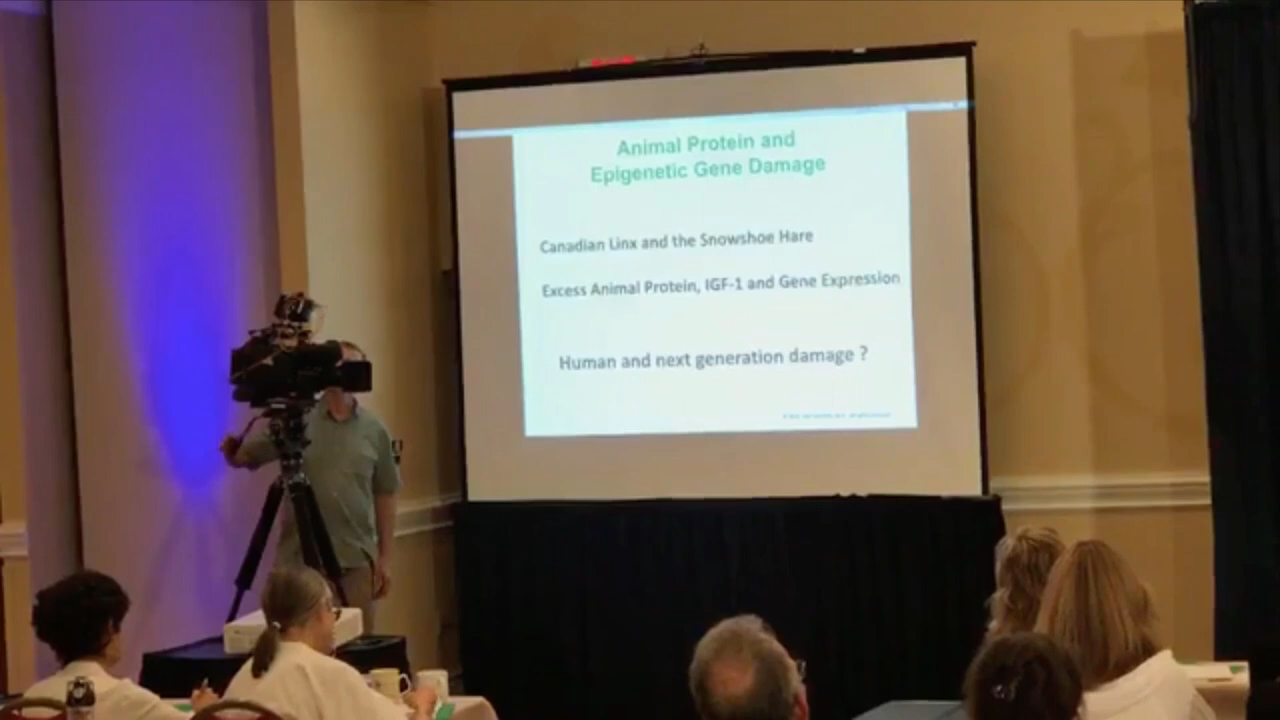 Animal Protein and
Epigenetic Gene Damage
Canadian Linx and the Snowshoe Hare
Excess Animal Protein, IGF-1 and Gene Expression
Human and next generation damage ?